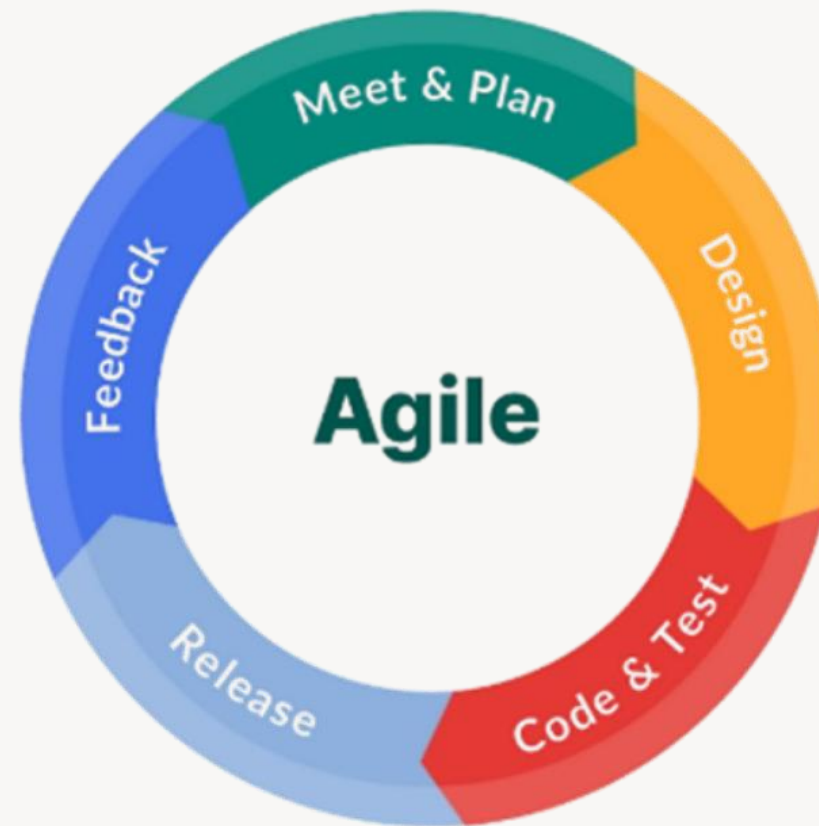 Meet & Plan
Design
Code & Test
Release
Feedback
Agile